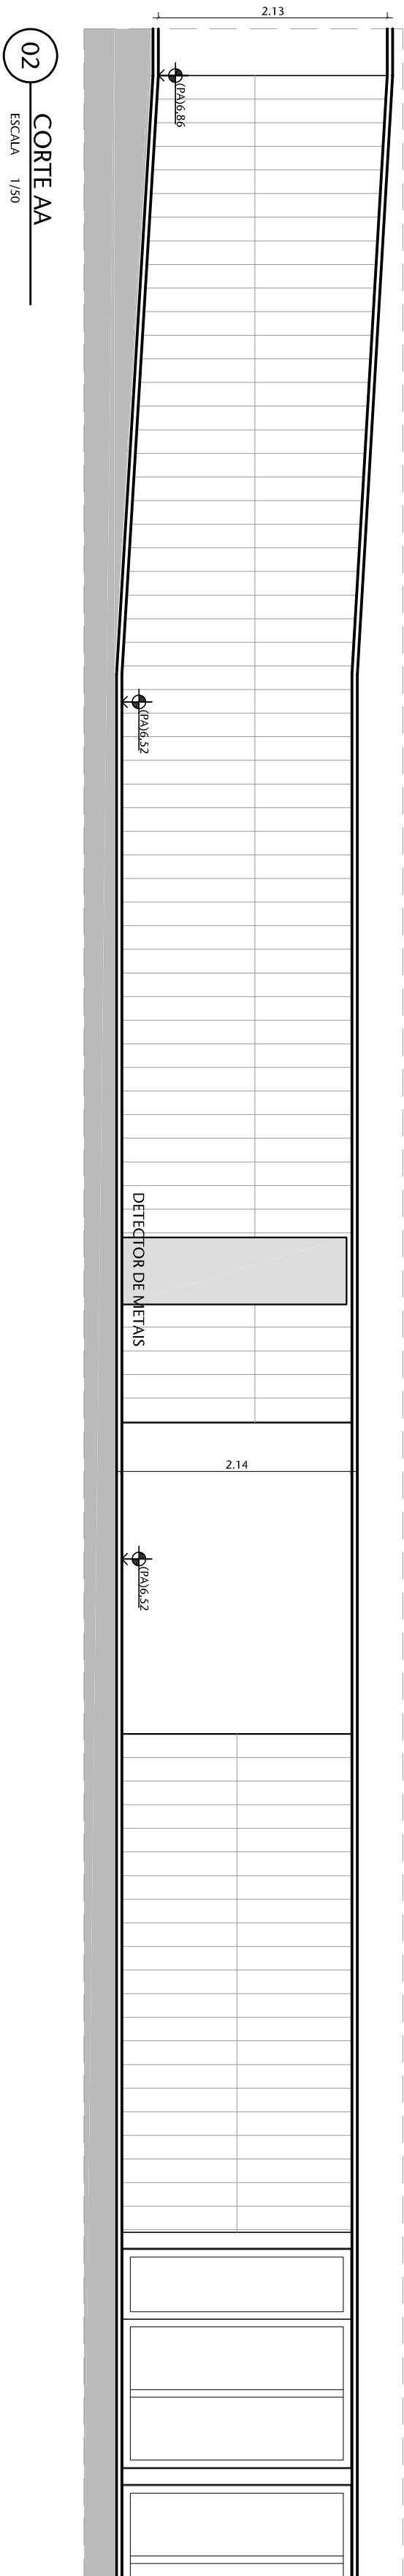 2.13
(PA)6,86
02
CORTE AA
ESCALA 1/50
(PA)6,52
DETECTOR DE METAIS
2.14
(PA)6,52